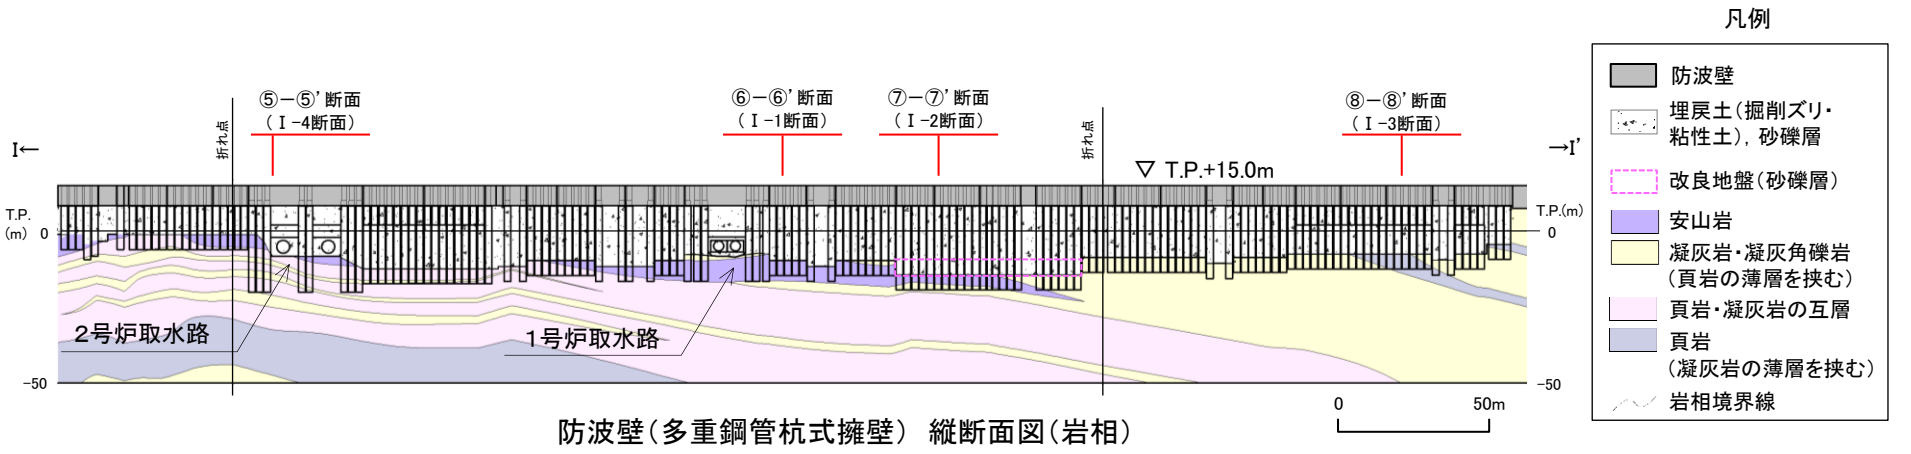 凡例
防波壁
埋戻土(掘削ズリ・
粘性土), 砂礫層
改良地盤(砂礫層)
安山岩
凝灰岩・凝灰角礫岩
(頁岩の薄層を挟む)
頁岩・凝灰岩の互層
頁岩
(凝灰岩の薄層を挟む)
岩相境界線
⑤-⑤'断面
(Ⅰ-4断面)
⑥-⑥'断面
(Ⅰ-1断面)
⑦-⑦'断面
(Ⅰ-2断面)
⑧-⑧'断面
(Ⅰ-3断面)
折れ点
折れ点
I←
→I'
▽ T.P.+15.0m
T.P.
(m)
0
-50
T.P.(m)
0
-50
2号炉取水路
1号炉取水路
0
50m
防波壁(多重鋼管杭式擁壁) 縦断面図(岩相)